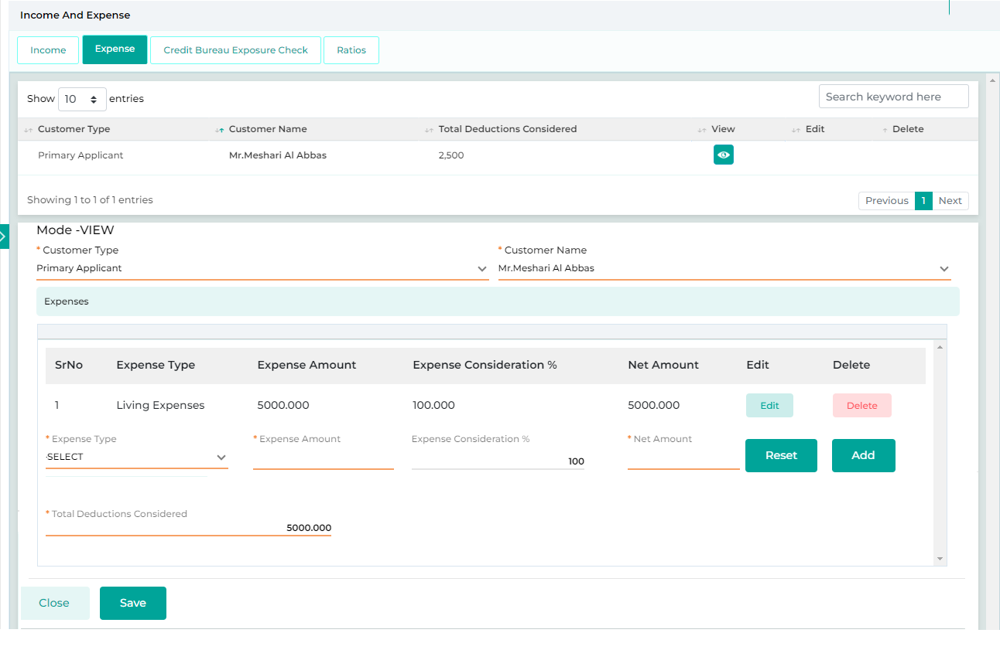 Income And Expense
Income Expense Credit Bureau Exposure Check Ratios
Show 10 entries Search keyword here
Customer Type Customer Name Total Deductions Considered View Edit Delete
Primary Applicant Mr.Meshari Al Abbas 2,500
Showing 1 to 1 of 1 entries Previous 1 Next
Mode -VIEW
* Customer Type * Customer Name
Primary Applicant Mr.Meshari Al Abbas
Expenses
SrNo Expense Type Expense Amount Expense Consideration % Net Amount Edit Delete
1 Living Expenses 5000.000 100.000 5000.000 Edit Delete
* Expense Type * Expense Amount Expense Consideration % * Net Amount
-SELECT 100 Reset Add
* Total Deductions Considered
5000.000
Close Save